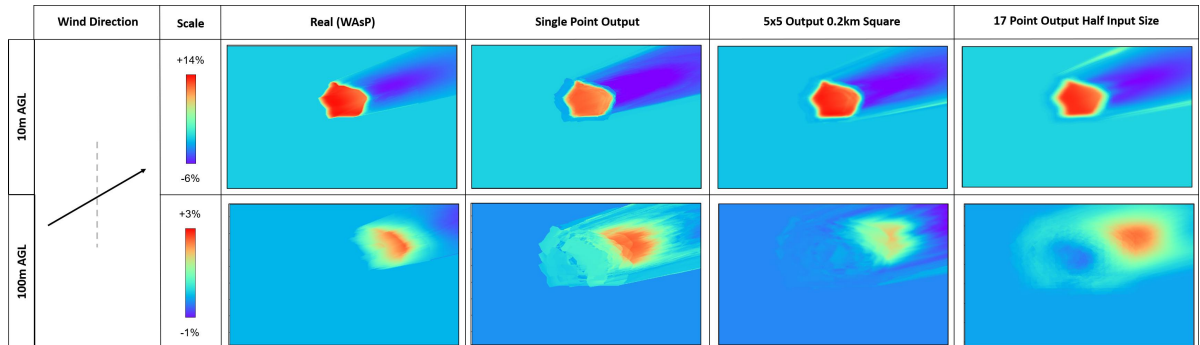 Wind Direction
Scale
Real (WAsP)
Single Point Output
5x5 Output 0.2km Square
17 Point Output Half Input Size
10m AGL
+14%
-6%
100m AGL
+3%
-1%